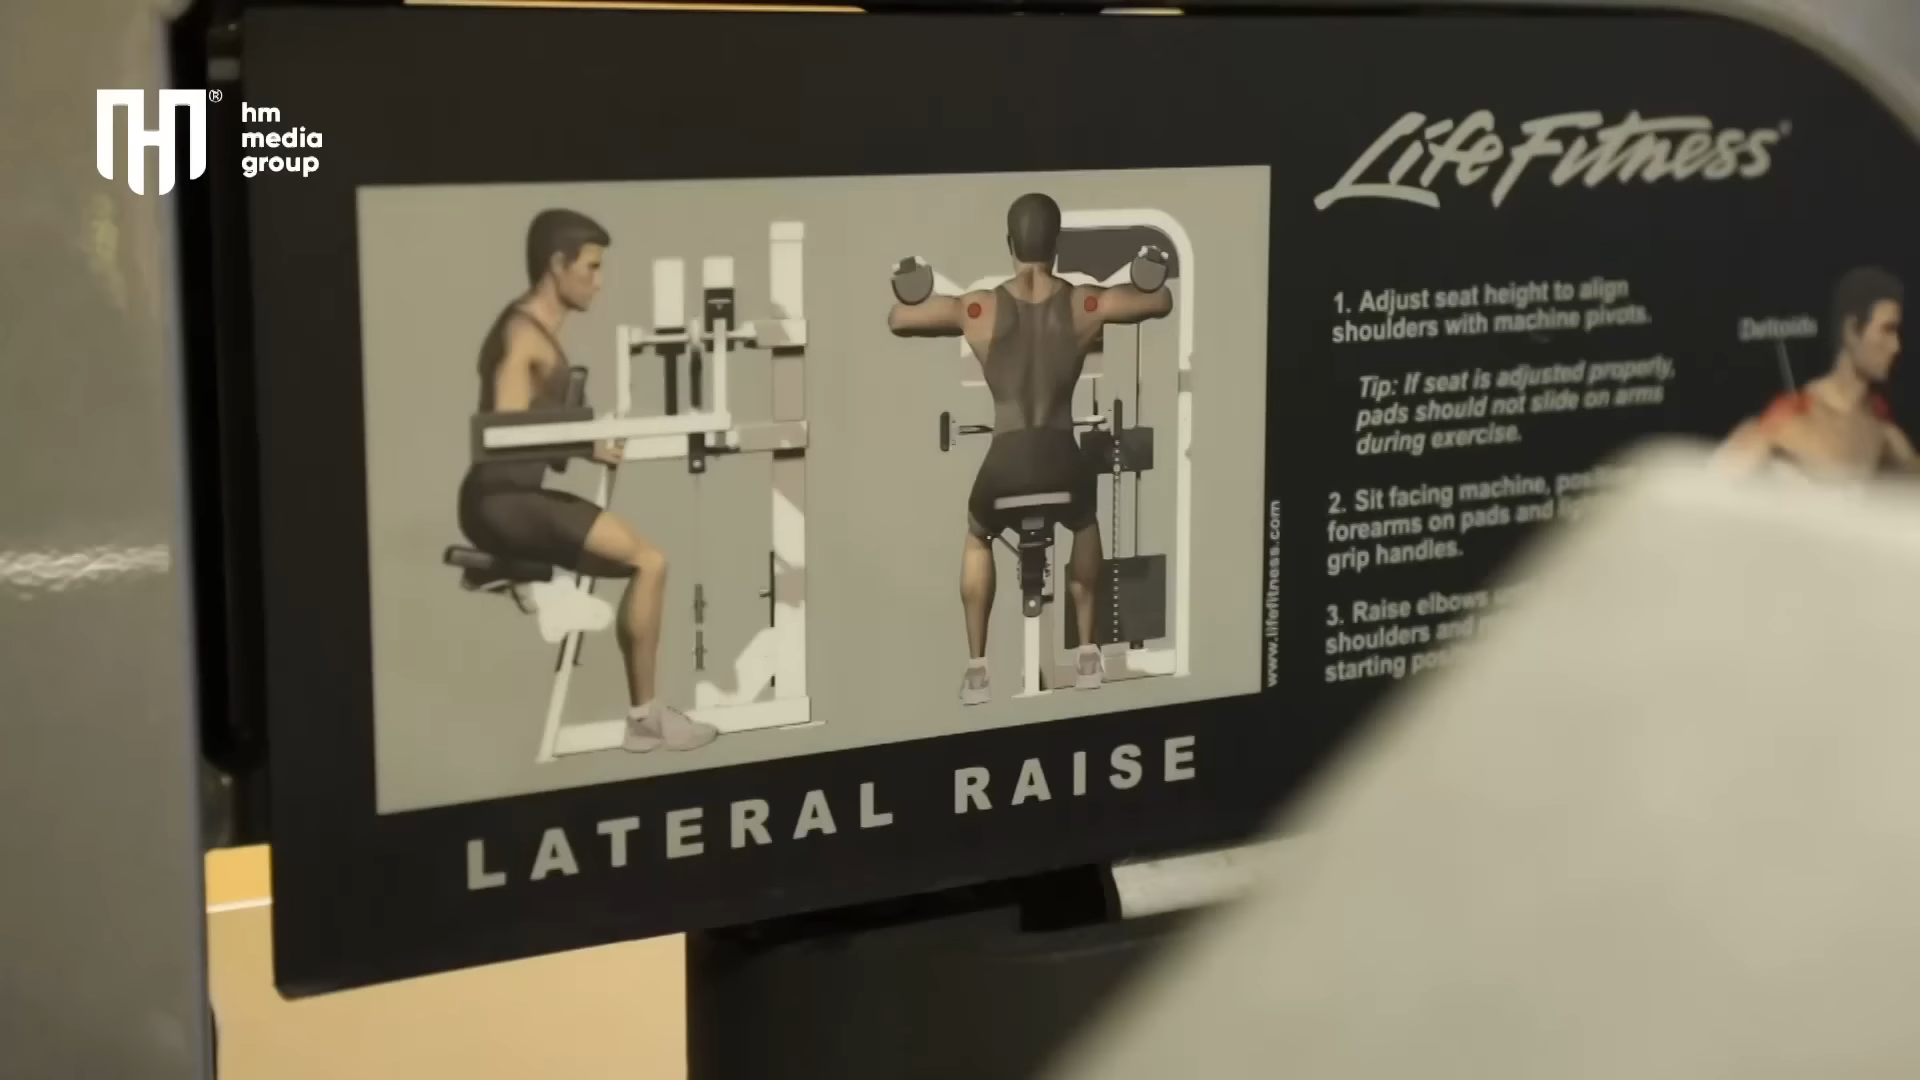 hm
media
group
LifeFitness
1. Adjust seat height to align
shoulders with machine pivots.
Tip: If seat is adjusted properly,
pads should not slide on arms
during exercise.
2. Sit facing machine,
forearms on pads and
grip handles.
3. Raise elbows
shoulders and
starting
Deltoids
www.lifefitness.com
LATERAL RAISE